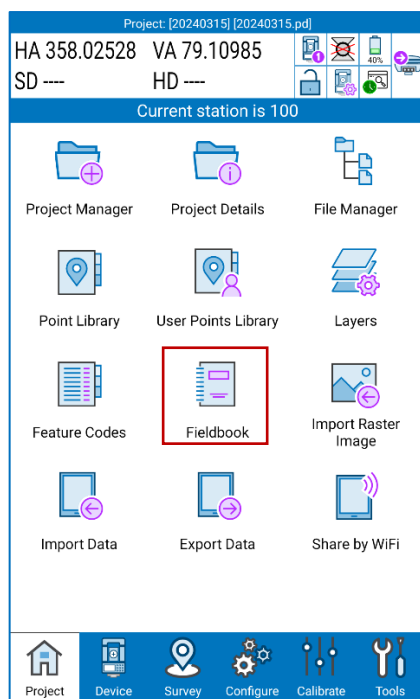 Project: [20240315] [20240315.pd]
HA 358.02528 VA 79.10985
SD ---- HD ----
40%
Current station is 100
Project Manager Project Details File Manager
Point Library User Points Library Layers
Feature Codes Fieldbook Import Raster
Image
Import Data Export Data Share by WiFi
Project Device Survey Configure Calibrate Tools